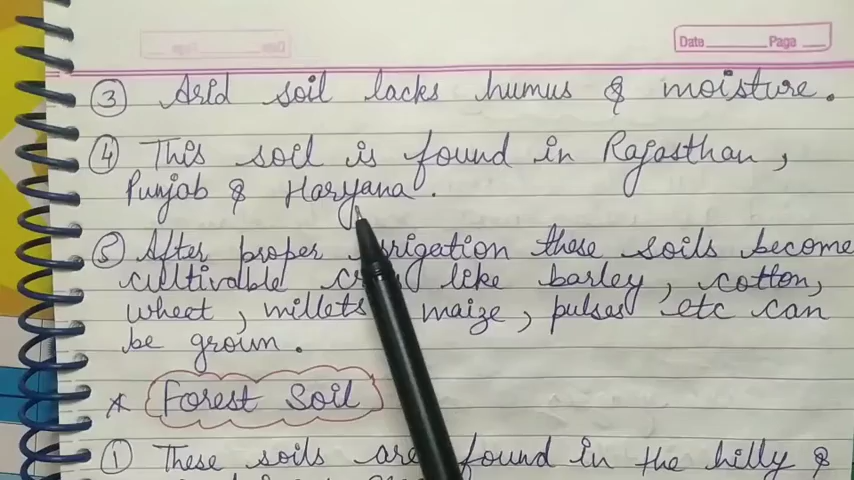 Date Page
③ Arid soil lacks humus & moisture.
④ This soil is found in Rajasthan,
Punjab & Haryana.
⑤ After proper irrigation these soils become
cultivable like barley, cotton,
wheet, millets maize, pulses etc can
be grown.
* Forest Soil
① These soils are found in the hilly &